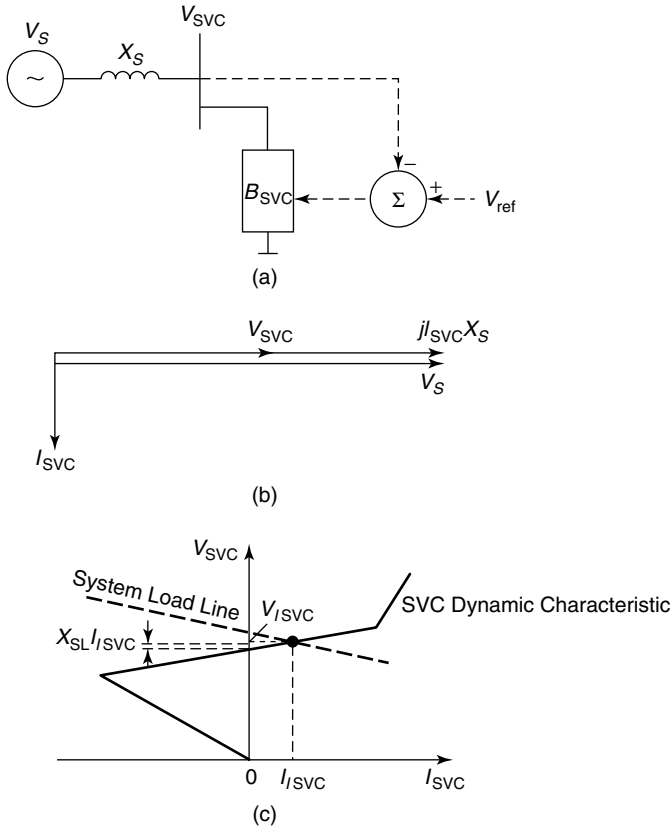 V_SVC
V_S
X_S
~
−
B_SVC
Σ
+
V_ref
(a)
V_SVC
jI_SVC X_S
V_S
I_SVC
(b)
V_SVC
System Load Line
V_ISVC
SVC Dynamic Characteristic
X_SL I_ISVC
0
I_ISVC
I_SVC
(c)